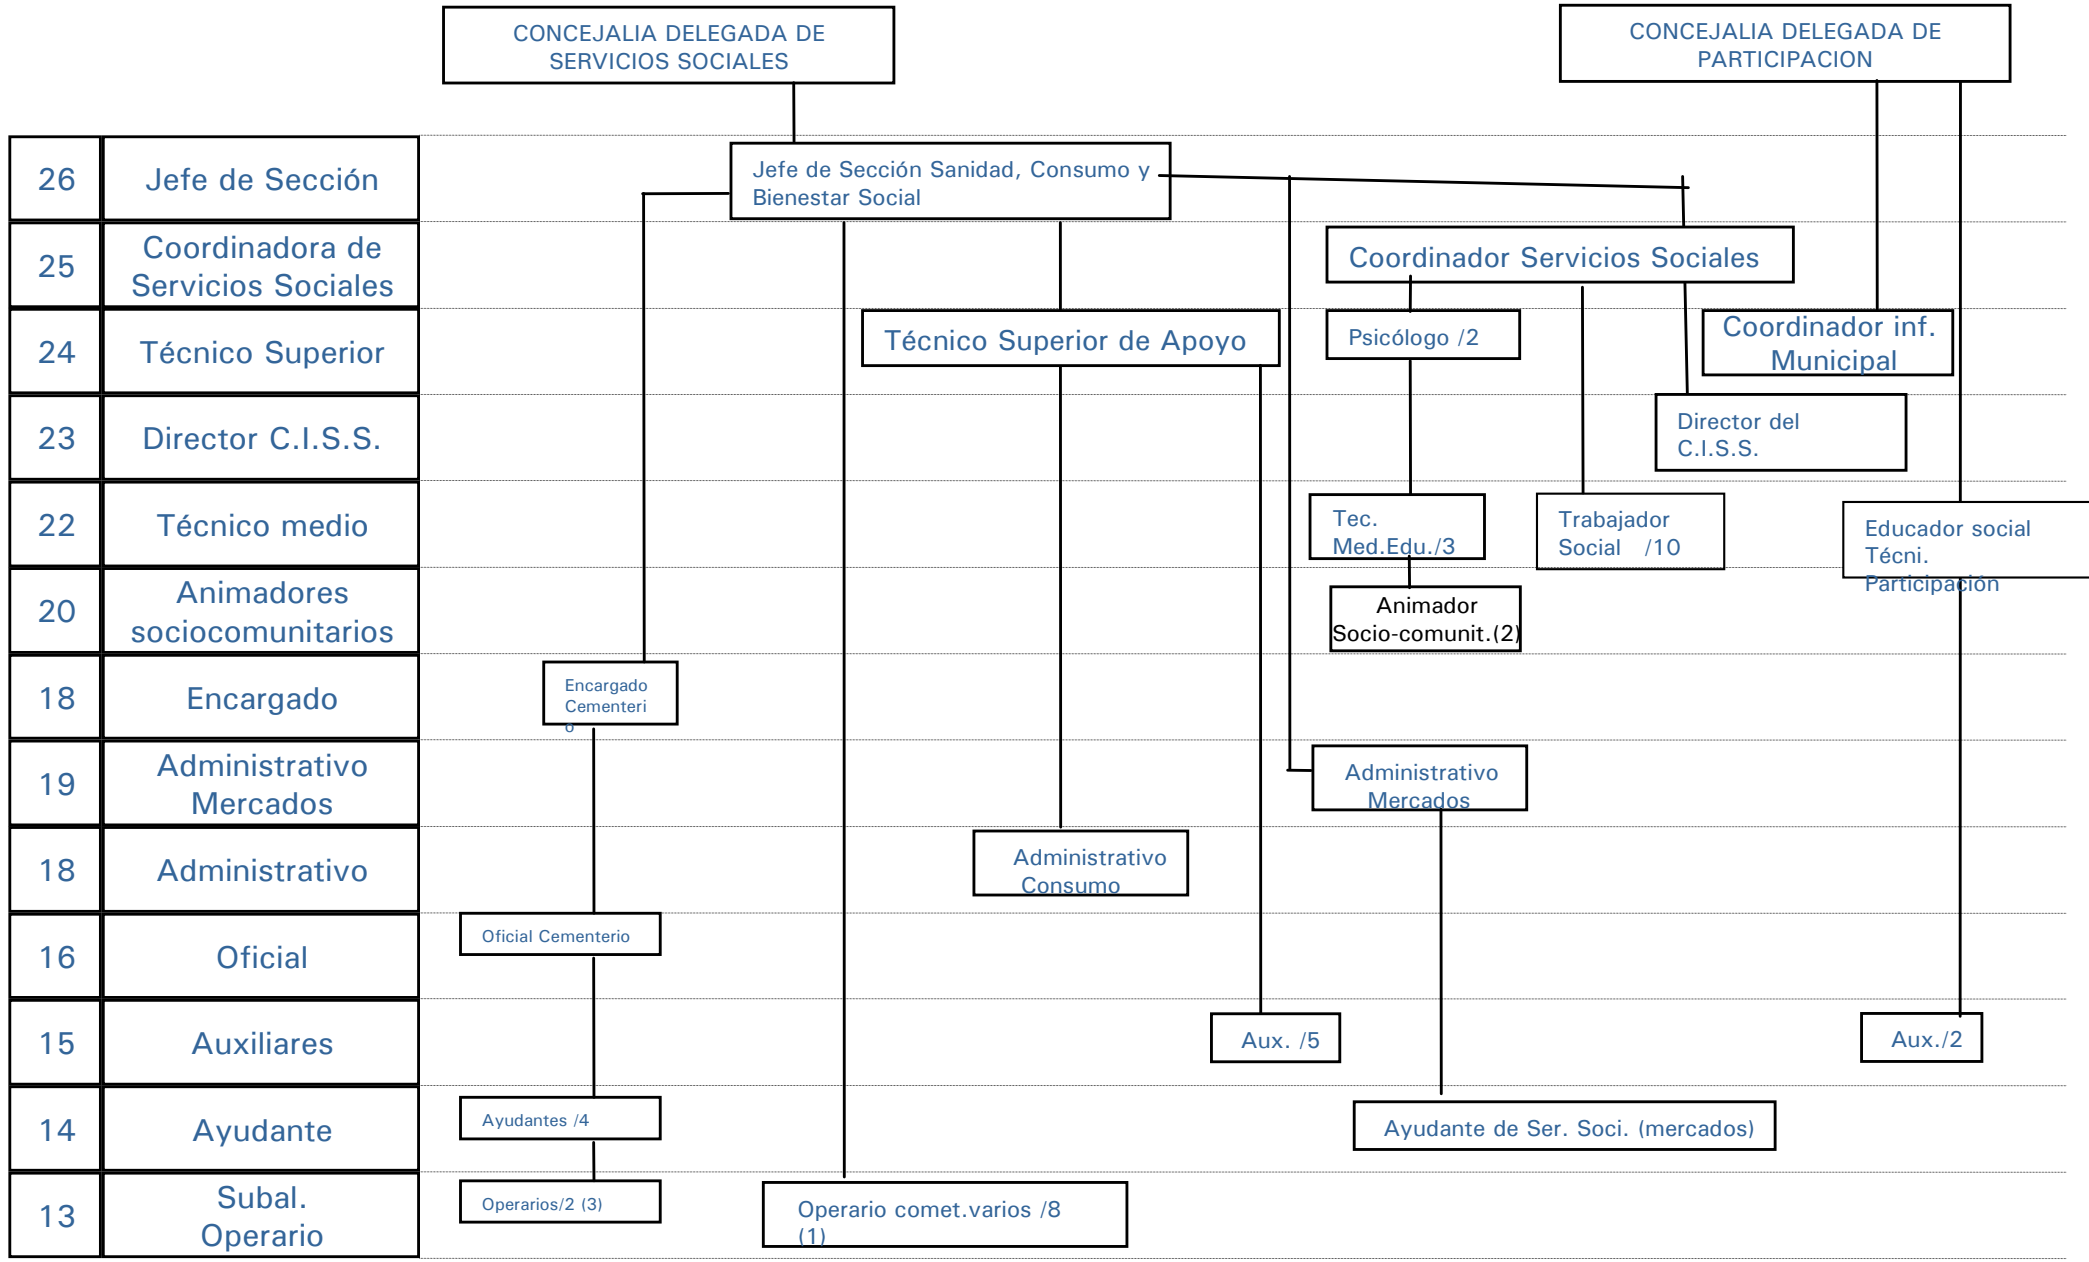 CONCEJALIA DELEGADA DE
SERVICIOS SOCIALES
CONCEJALIA DELEGADA DE
PARTICIPACION
26
Jefe de Sección
Jefe de Sección Sanidad, Consumo y
Bienestar Social
25
Coordinadora de
Servicios Sociales
Coordinador Servicios Sociales
24
Técnico Superior
Técnico Superior de Apoyo
Psicólogo /2
Coordinador inf.
Municipal
23
Director C.I.S.S.
Director del
C.I.S.S.
22
Técnico medio
Tec.
Med.Edu./3
Trabajador
Social /10
Educador social
Técni.
Participación
20
Animadores
sociocomunitarios
Animador
Socio-comunit.(2)
18
Encargado
Encargado
Cementeri
o
19
Administrativo
Mercados
Administrativo
Mercados
18
Administrativo
Administrativo
Consumo
16
Oficial
Oficial Cementerio
15
Auxiliares
Aux. /5
Aux./2
14
Ayudante
Ayudantes /4
Ayudante de Ser. Soci. (mercados)
13
Subal.
Operario
Operarios/2 (3)
Operario comet.varios /8
(1)